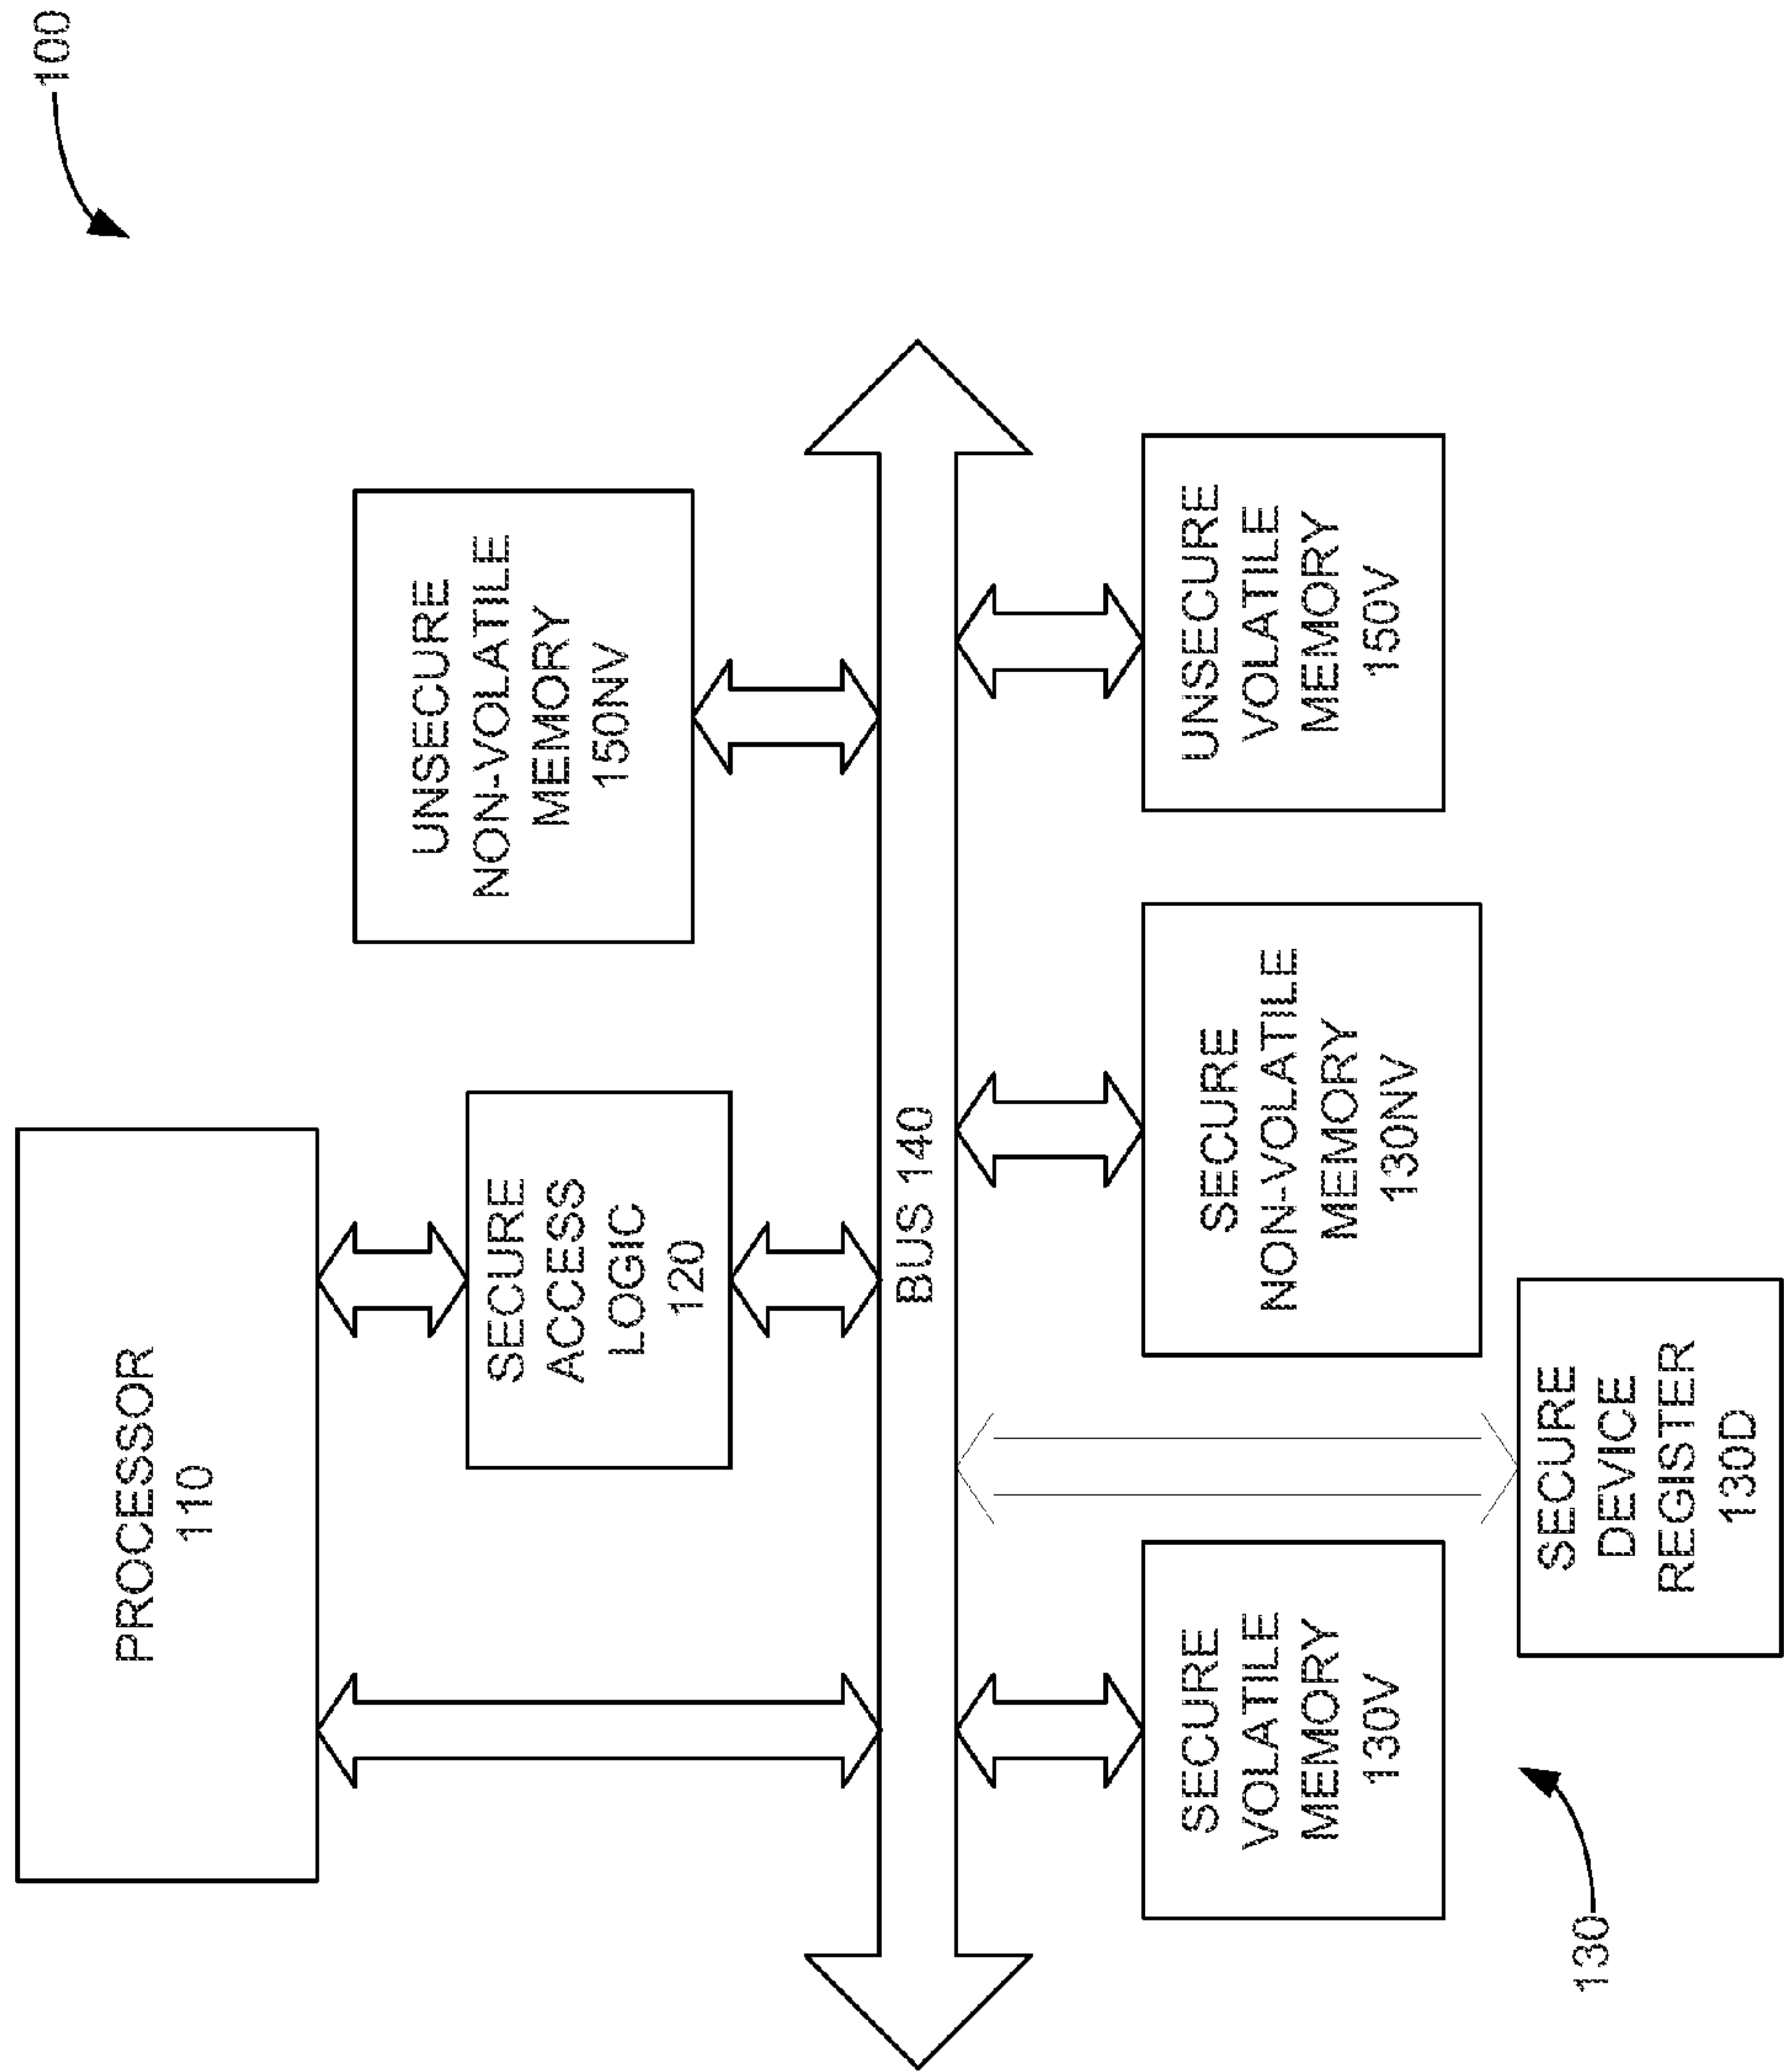 100
PROCESSOR
110
SECURE
ACCESS
LOGIC
120
UNSECURE
NON-VOLATILE
MEMORY
150NV
BUS 140
SECURE
VOLATILE
MEMORY
130V
SECURE
NON-VOLATILE
MEMORY
130NV
UNSECURE
VOLATILE
MEMORY
150V
SECURE
DEVICE
REGISTER
130D
130